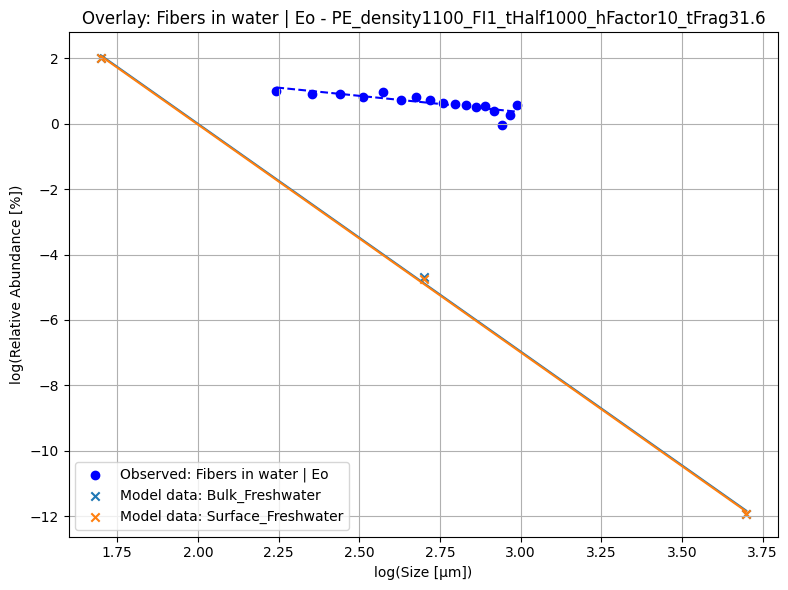 Overlay: Fibers in water | Eo - PE_density1100_FI1_tHalf1000_hFactor10_tFrag31.6
log(Relative Abundance [%])
2
0
−2
−4
−6
−8
−10
−12
Observed: Fibers in water | Eo
Model data: Bulk_Freshwater
Model data: Surface_Freshwater
1.75 2.00 2.25 2.50 2.75 3.00 3.25 3.50 3.75
log(Size [µm])